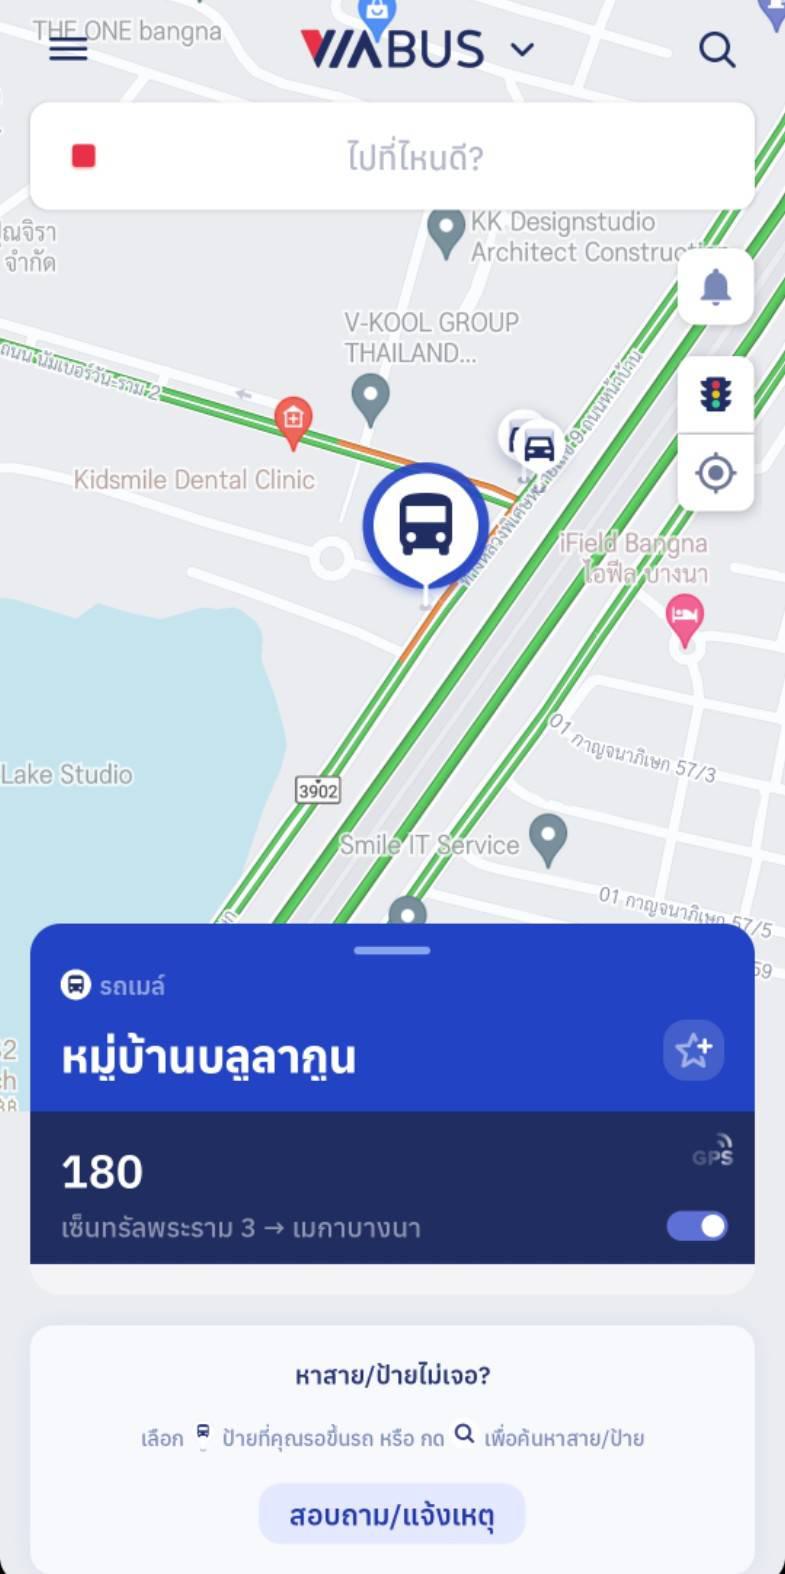 THE ONE bangna
VIABUS
ไปที่ไหนดี?
KK Designstudio
Architect Construction
จำกัด
V-KOOL GROUP
THAILAND...
ถนน นัมเบอร์วัน-ราม 2
Kidsmile Dental Clinic
iField Bangna
ไอฟีล บางนา
01 กาญจนาภิเษก 57/3
Lake Studio
3902
Smile IT Service
01 กาญจนาภิเษก 57/5
59
รถเมล์
หมู่บ้านบลูลากูน
180
GPS
เซ็นทรัลพระราม 3 → เมกาบางนา
หาสาย/ป้ายไม่เจอ?
เลือก ป้ายที่คุณรอขึ้นรถ หรือ กด เพื่อค้นหาสาย/ป้าย
สอบถาม/แจ้งเหตุ